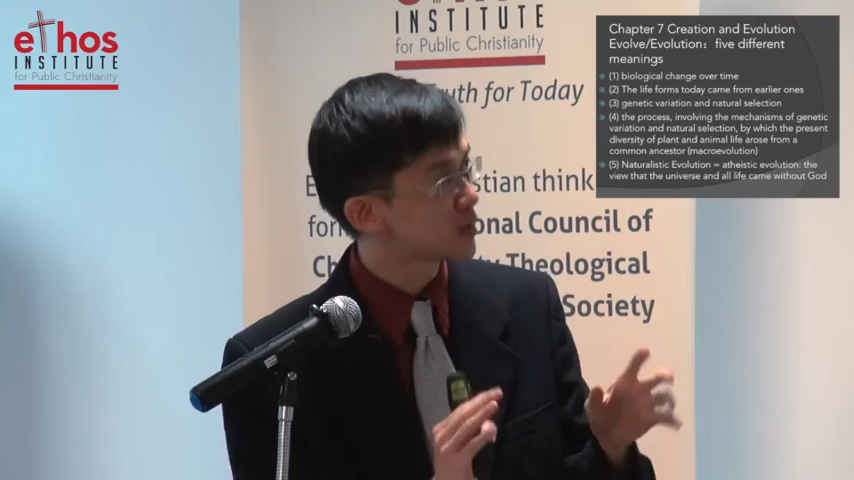 ethos
INSTITUTE
for Public Christianity
INSTITUTE
for Public Christianity
for Today
think
Council of
Theological
Society
Chapter 7 Creation and Evolution
Evolve/Evolution：five different
meanings
(1) biological change over time
(2) The life forms today came from earlier ones
(3) genetic variation and natural selection
(4) the process, involving the mechanisms of genetic
variation and natural selection, by which the present
diversity of plant and animal life arose from a
common ancestor (macroevolution)
(5) Naturalistic Evolution = atheistic evolution: the
view that the universe and all life came without God